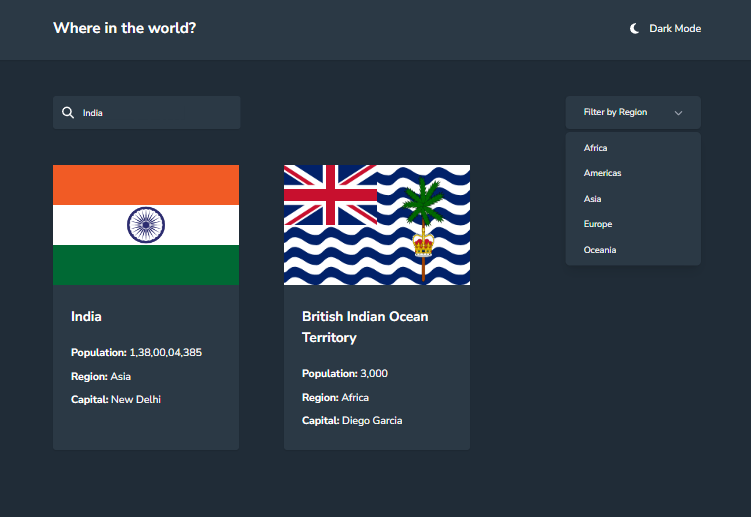 Where in the world?
Dark Mode
India
Filter by Region
Africa
Americas
Asia
Europe
Oceania
India
Population: 1,38,00,04,385
Region: Asia
Capital: New Delhi
British Indian Ocean
Territory
Population: 3,000
Region: Africa
Capital: Diego Garcia